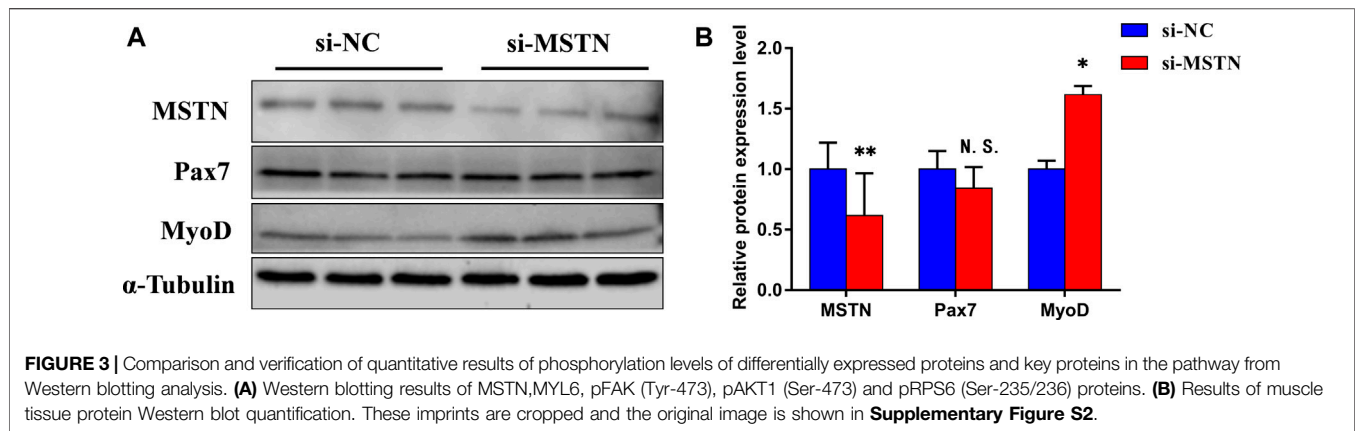 A
si-NC
si-MSTN
MSTN
Pax7
MyoD
α-Tubulin
B
Relative protein expression level
2.0
1.5
1.0
0.5
0.0
**
N. S.
*
MSTN
Pax7
MyoD
si-NC
si-MSTN
FIGURE 3 | Comparison and verification of quantitative results of phosphorylation levels of differentially expressed proteins and key proteins in the pathway from
Western blotting analysis. (A) Western blotting results of MSTN,MYL6, pFAK (Tyr-473), pAKT1 (Ser-473) and pRPS6 (Ser-235/236) proteins. (B) Results of muscle
tissue protein Western blot quantification. These imprints are cropped and the original image is shown in Supplementary Figure S2.